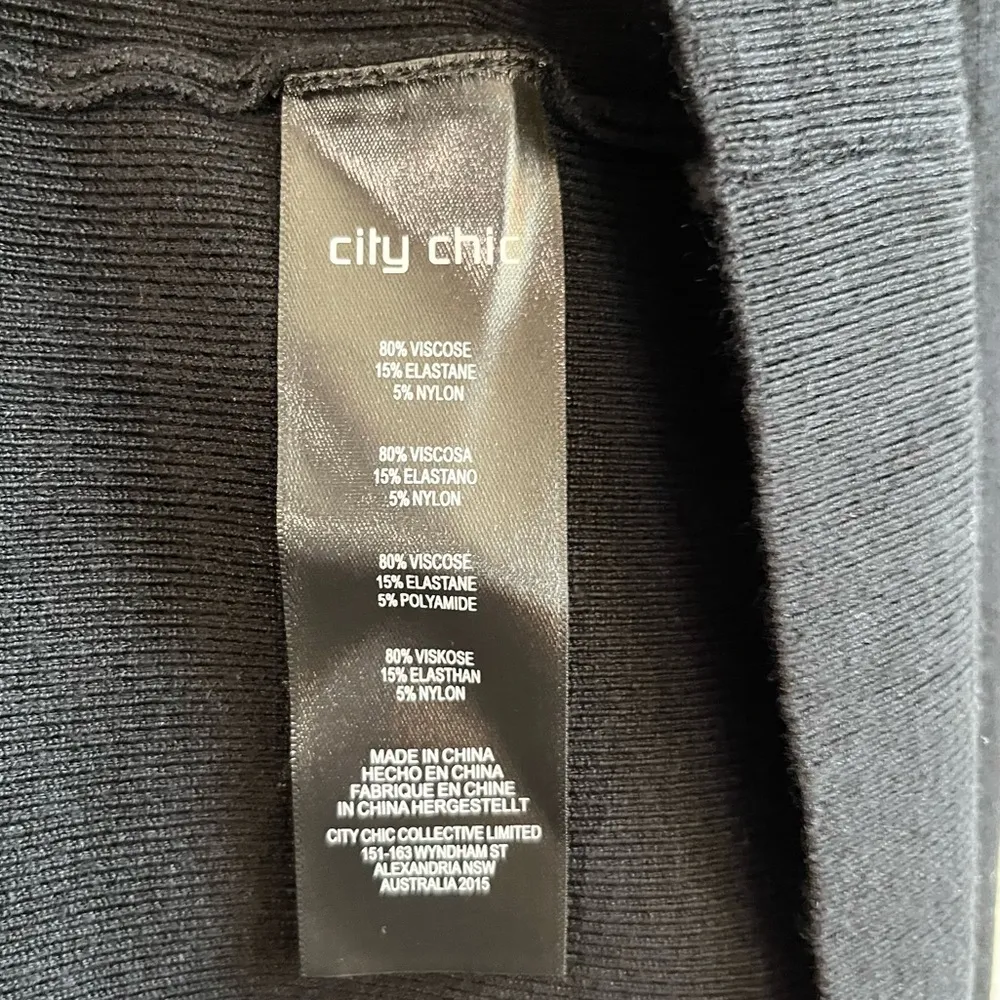 city chic
80% VISCOSE
15% ELASTANE
5% NYLON
80% VISCOSA
15% ELASTANO
5% NYLON
80% VISCOSE
15% ELASTANE
5% POLYAMIDE
80% VISKOSE
15% ELASTHAN
5% NYLON
MADE IN CHINA
HECHO EN CHINA
FABRIQUE EN CHINE
IN CHINA HERGESTELLT
CITY CHIC COLLECTIVE LIMITED
151-163 WYNDHAM ST
ALEXANDRIA NSW
AUSTRALIA 2015